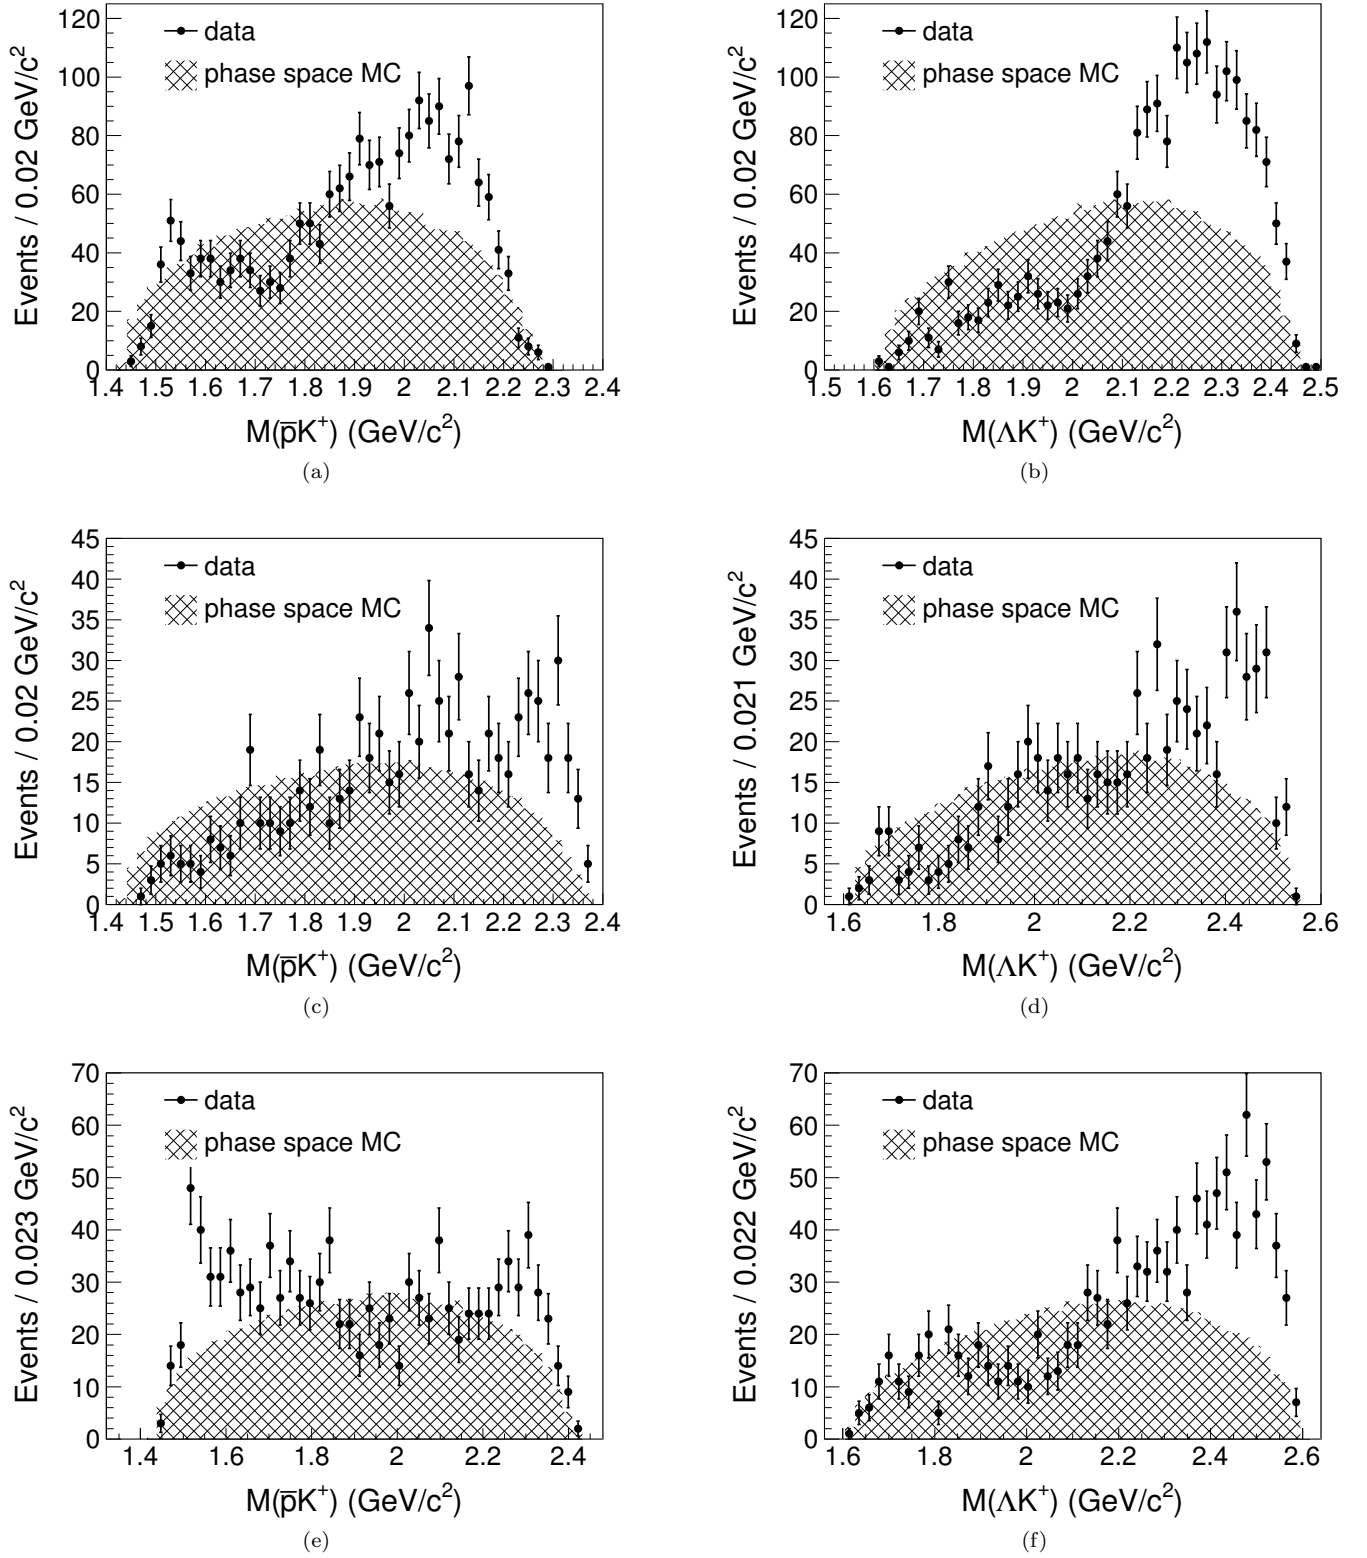 120
100
80
60
40
20
0
Events / 0.02 GeV/c²
data
phase space MC
1.4 1.5 1.6 1.7 1.8 1.9 2 2.1 2.2 2.3 2.4
M(p̅K⁺) (GeV/c²)
(a)
120
100
80
60
40
20
0
Events / 0.02 GeV/c²
data
phase space MC
1.5 1.6 1.7 1.8 1.9 2 2.1 2.2 2.3 2.4 2.5
M(ΛK⁺) (GeV/c²)
(b)
45
40
35
30
25
20
15
10
5
0
Events / 0.02 GeV/c²
data
phase space MC
1.4 1.5 1.6 1.7 1.8 1.9 2 2.1 2.2 2.3 2.4
M(p̅K⁺) (GeV/c²)
(c)
45
40
35
30
25
20
15
10
5
0
Events / 0.021 GeV/c²
data
phase space MC
1.6 1.8 2 2.2 2.4 2.6
M(ΛK⁺) (GeV/c²)
(d)
70
60
50
40
30
20
10
0
Events / 0.023 GeV/c²
data
phase space MC
1.4 1.6 1.8 2 2.2 2.4
M(p̅K⁺) (GeV/c²)
(e)
70
60
50
40
30
20
10
0
Events / 0.022 GeV/c²
data
phase space MC
1.6 1.8 2 2.2 2.4 2.6
M(ΛK⁺) (GeV/c²)
(f)